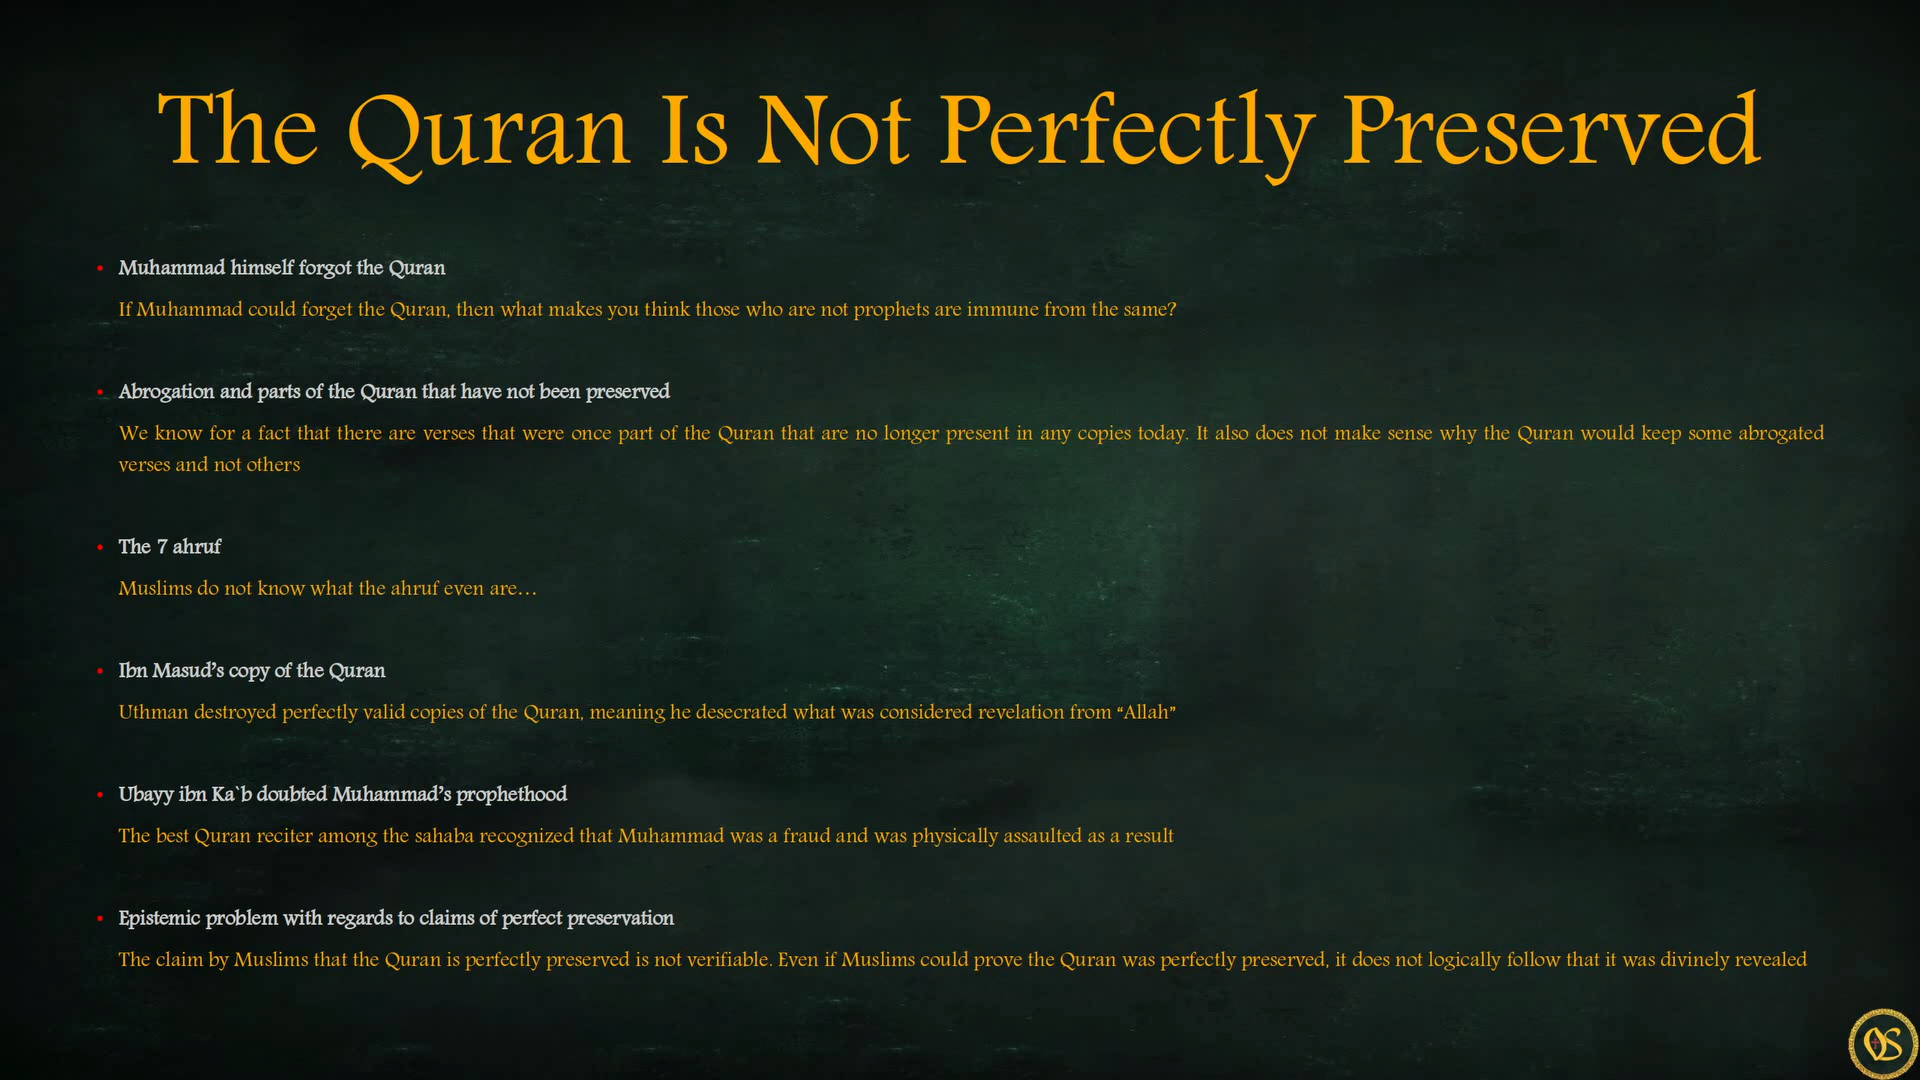 The Quran Is Not Perfectly Preserved
• Muhammad himself forgot the Quran
If Muhammad could forget the Quran, then what makes you think those who are not prophets are immune from the same?
• Abrogation and parts of the Quran that have not been preserved
We know for a fact that there are verses that were once part of the Quran that are no longer present in any copies today. It also does not make sense why the Quran would keep some abrogated
verses and not others
• The 7 ahruf
Muslims do not know what the ahruf even are…
• Ibn Masud’s copy of the Quran
Uthman destroyed perfectly valid copies of the Quran, meaning he desecrated what was considered revelation from “Allah”
• Ubayy ibn Ka`b doubted Muhammad’s prophethood
The best Quran reciter among the sahaba recognized that Muhammad was a fraud and was physically assaulted as a result
• Epistemic problem with regards to claims of perfect preservation
The claim by Muslims that the Quran is perfectly preserved is not verifiable. Even if Muslims could prove the Quran was perfectly preserved, it does not logically follow that it was divinely revealed